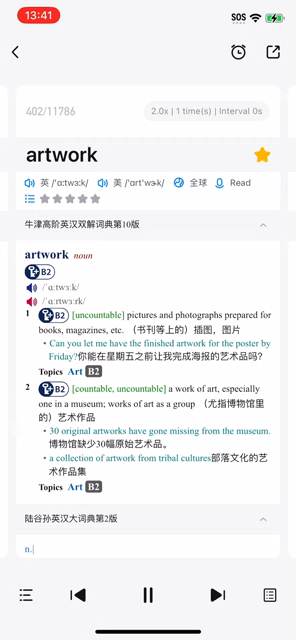 13:41
SOS
402/11786
2.0x | 1 time(s) | Interval 0s
artwork
英 /'ɑ:twɜ:k/ 美 /'ɑrt'wɝk/ 全球 Read
牛津高阶英汉双解词典第10版
artwork noun
B2
/ˈɑːtwɜːk/
/ˈɑːrtwɜːrk/
1 B2 [uncountable] pictures and photographs prepared for
books, magazines, etc. （书刊等上的）插图，图片
• Can you let me have the finished artwork for the poster by
Friday?你能在星期五之前让我完成海报的艺术品吗?
Topics Art B2
2 B2 [countable, uncountable] a work of art, especially
one in a museum; works of art as a group （尤指博物馆里
的）艺术作品
• 30 original artworks have gone missing from the museum.
博物馆缺少30幅原始艺术品。
• a collection of artwork from tribal cultures部落文化的艺
术作品集
Topics Art B2
陆谷孙英汉大词典第2版
n.